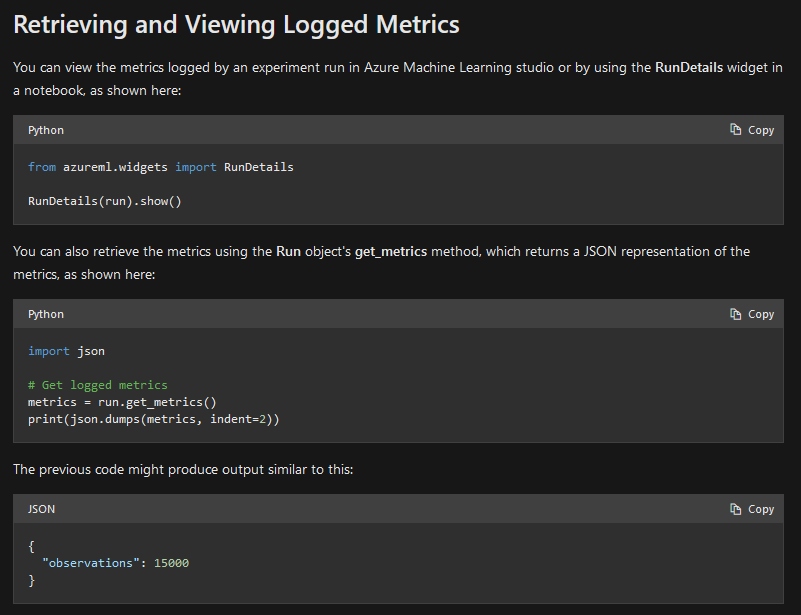 Retrieving and Viewing Logged Metrics
You can view the metrics logged by an experiment run in Azure Machine Learning studio or by using the RunDetails widget in
a notebook, as shown here:
Python Copy
from azureml.widgets import RunDetails
RunDetails(run).show()
You can also retrieve the metrics using the Run object's get_metrics method, which returns a JSON representation of the
metrics, as shown here:
Python Copy
import json
# Get logged metrics
metrics = run.get_metrics()
print(json.dumps(metrics, indent=2))
The previous code might produce output similar to this:
JSON Copy
{
  "observations": 15000
}